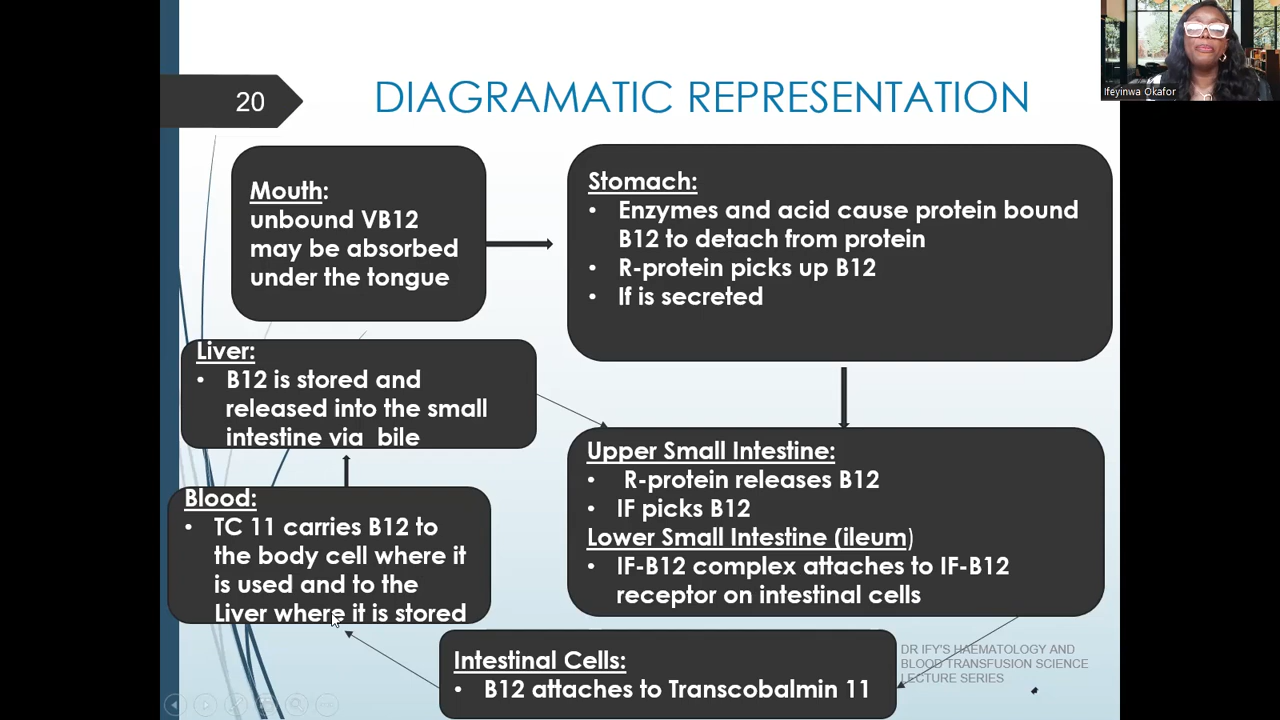 20
DIAGRAMATIC REPRESENTATION
Ifeyinwa Okafor
Mouth:
unbound VB12
may be absorbed
under the tongue
Stomach:
• Enzymes and acid cause protein bound
B12 to detach from protein
• R-protein picks up B12
• If is secreted
Liver:
• B12 is stored and
released into the small
intestine via bile
Upper Small Intestine:
• R-protein releases B12
• IF picks B12
Lower Small Intestine (ileum)
• IF-B12 complex attaches to IF-B12
receptor on intestinal cells
Blood:
• TC 11 carries B12 to
the body cell where it
is used and to the
Liver where it is stored
Intestinal Cells:
• B12 attaches to Transcobalmin 11
DR IFY'S HAEMATOLOGY AND
BLOOD TRANSFUSION SCIENCE
LECTURE SERIES